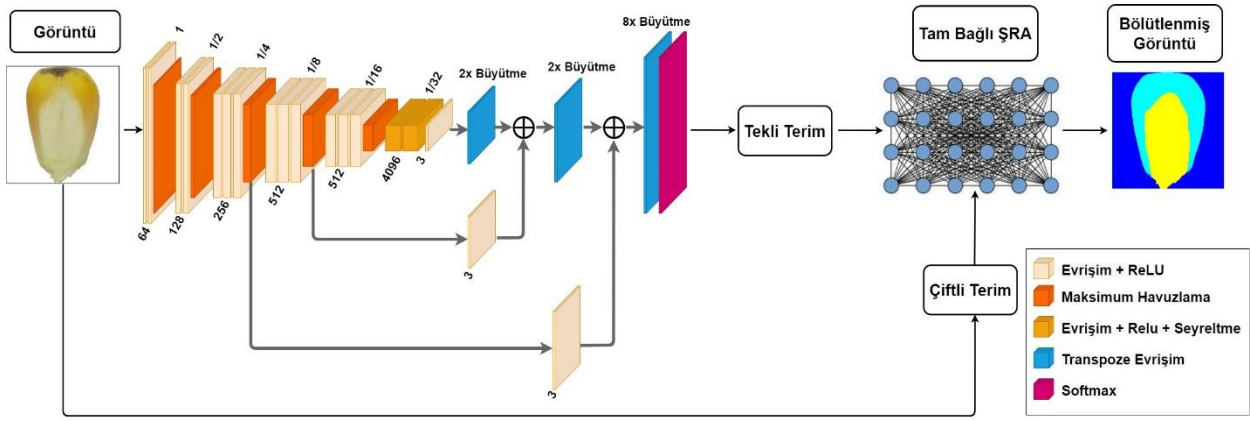 Görüntü
1
1/2
1/4
1/8
1/16
1/32
64
128
256
512
512
4096
3
2x Büyütme
2x Büyütme
8x Büyütme
3
3
Tekli Terim
Tam Bağlı ŞRA
Çiftli Terim
Bölütlenmiş
Görüntü
Evrişim + ReLU
Maksimum Havuzlama
Evrişim + Relu + Seyreltme
Transpoze Evrişim
Softmax